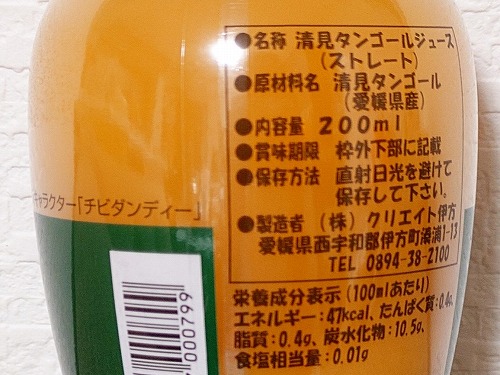 ●名称 清見タンゴールジュース
(ストレート)
●原材料名 清見タンゴール
(愛媛県産)
●内容量 200ml
●賞味期限 枠外下部に記載
●保存方法 直射日光を避けて
保存して下さい。
●製造者 (株)クリエイト伊方
愛媛県西宇和郡伊方町湊浦1-13
TEL 0894-38-2100
栄養成分表示(100mlあたり)
エネルギー:47kcal、たんぱく質:0.4g、
脂質:0.4g、炭水化物:10.5g、
食塩相当量:0.01g
キャラクター「チビダンディー」
000799